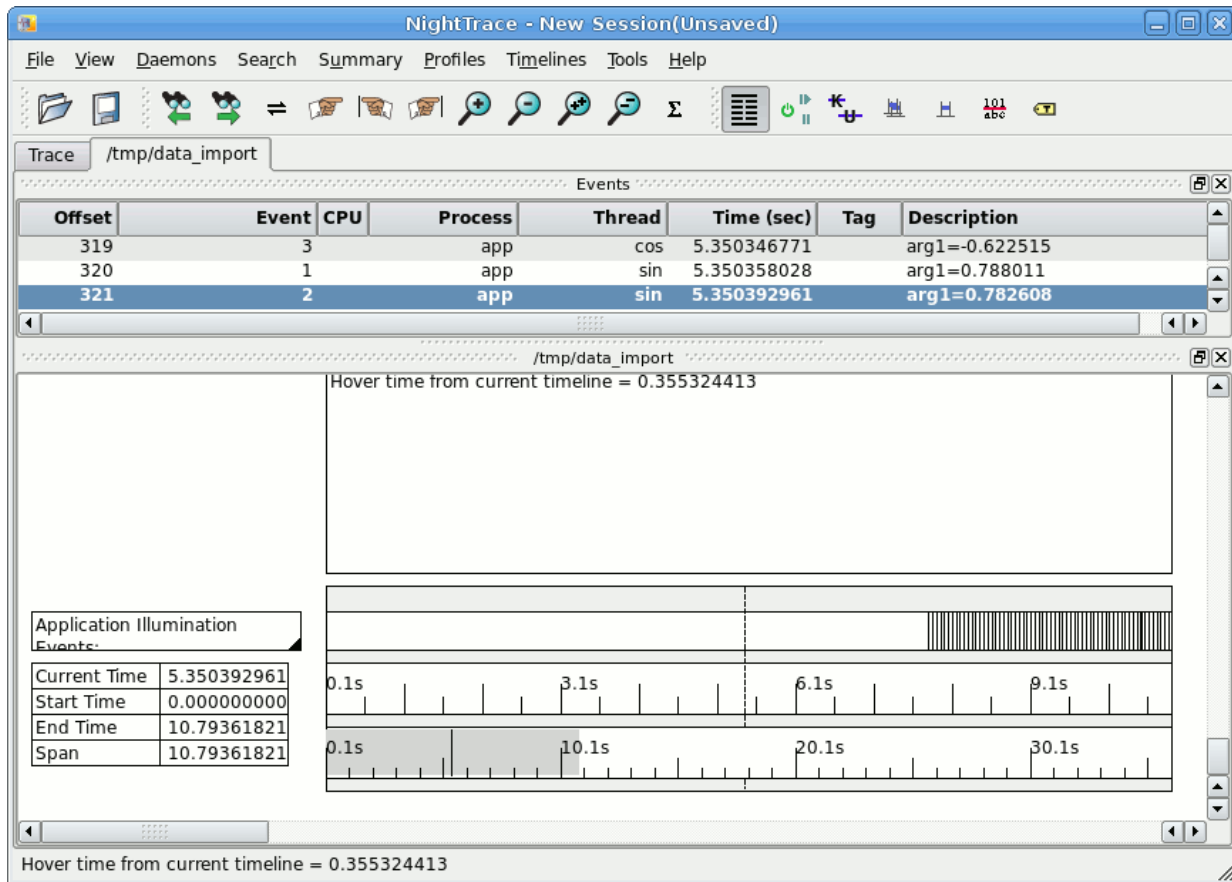 NightTrace - New Session(Unsaved)
File View Daemons Search Summary Profiles Timelines Tools Help
Σ 101 abc T
Trace /tmp/data_import
Events
Offset Event CPU Process Thread Time (sec) Tag Description
319 3 app cos 5.350346771 arg1=-0.622515
320 1 app sin 5.350358028 arg1=0.788011
321 2 app sin 5.350392961 arg1=0.782608
/tmp/data_import
Hover time from current timeline = 0.355324413
Application Illumination
Events:
Current Time 5.350392961
Start Time 0.000000000
End Time 10.79361821
Span 10.79361821
0.1s 3.1s 6.1s 9.1s
0.1s 10.1s 20.1s 30.1s
Hover time from current timeline = 0.355324413